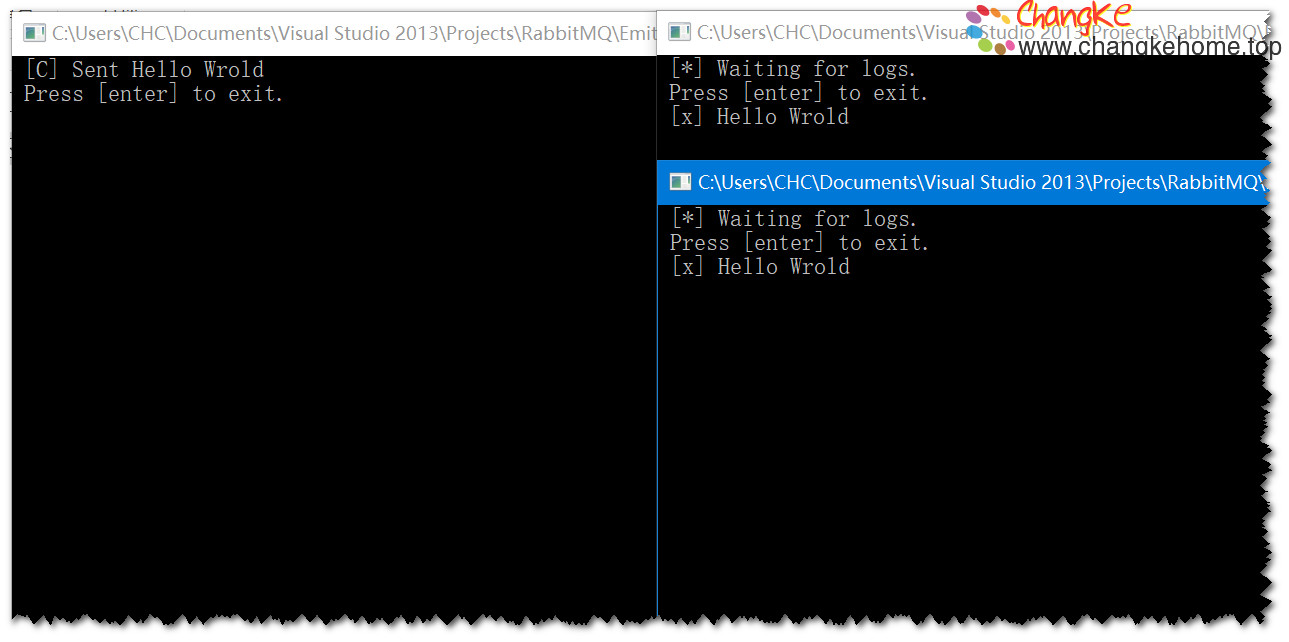 C:\Users\CHC\Documents\Visual Studio 2013\Projects\RabbitMQ\Emit
[C] Sent Hello Wrold
Press [enter] to exit.
C:\Users\CHC\Documents\Visual Studio 2013\Projects\RabbitMQ\
ChangKe
www.changkehome.top
[*] Waiting for logs.
Press [enter] to exit.
[x] Hello Wrold
C:\Users\CHC\Documents\Visual Studio 2013\Projects\RabbitMQ\
[*] Waiting for logs.
Press [enter] to exit.
[x] Hello Wrold